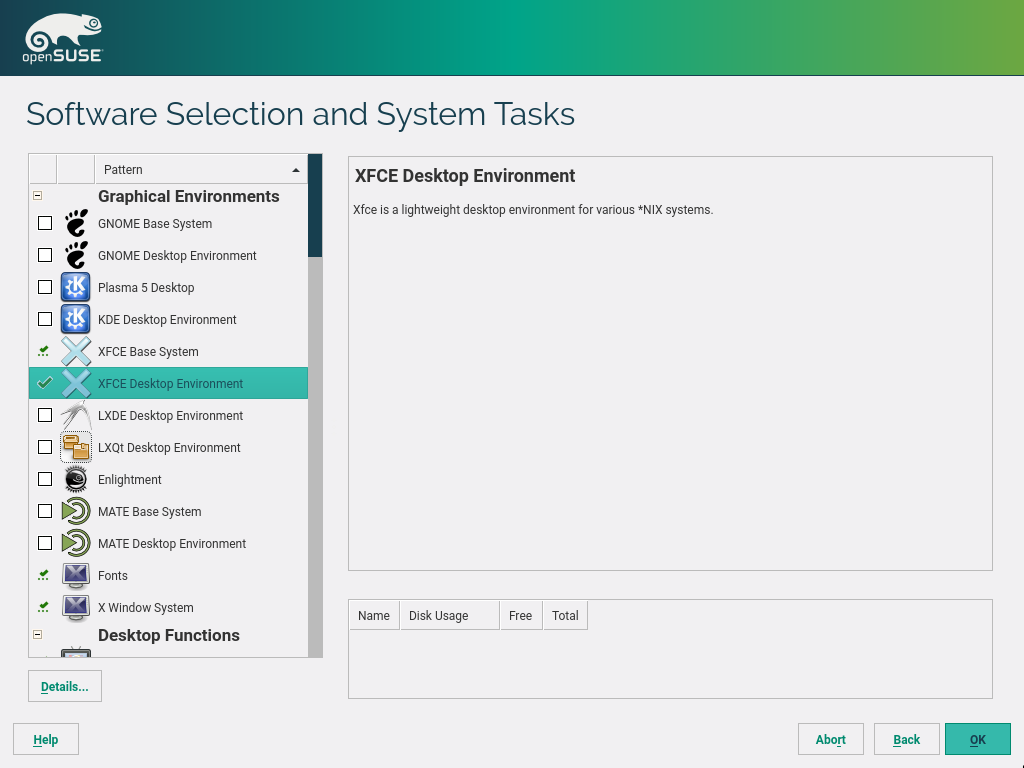 openSUSE
Software Selection and System Tasks
Pattern
Graphical Environments
GNOME Base System
GNOME Desktop Environment
Plasma 5 Desktop
KDE Desktop Environment
XFCE Base System
XFCE Desktop Environment
LXDE Desktop Environment
LXQt Desktop Environment
Enlightment
MATE Base System
MATE Desktop Environment
Fonts
X Window System
Desktop Functions
Details...
XFCE Desktop Environment
Xfce is a lightweight desktop environment for various *NIX systems.
Name Disk Usage Free Total
Help Abort Back OK